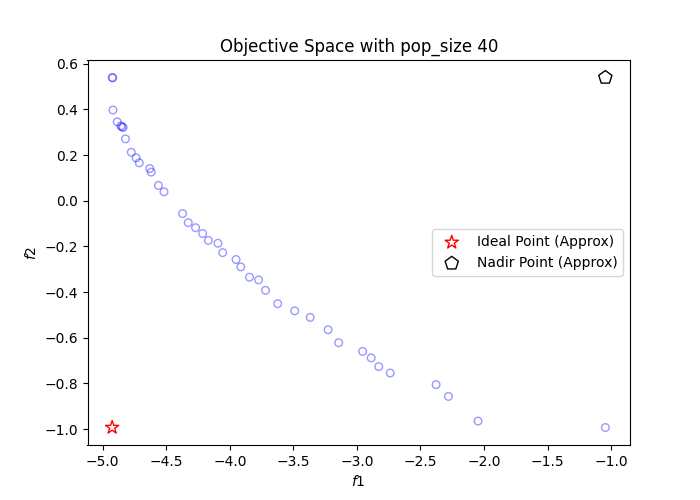 Objective Space with pop_size 40
0.6
0.4
0.2
0.0
−0.2
−0.4
−0.6
−0.8
−1.0
f2
Ideal Point (Approx)
Nadir Point (Approx)
−5.0 −4.5 −4.0 −3.5 −3.0 −2.5 −2.0 −1.5 −1.0
f1